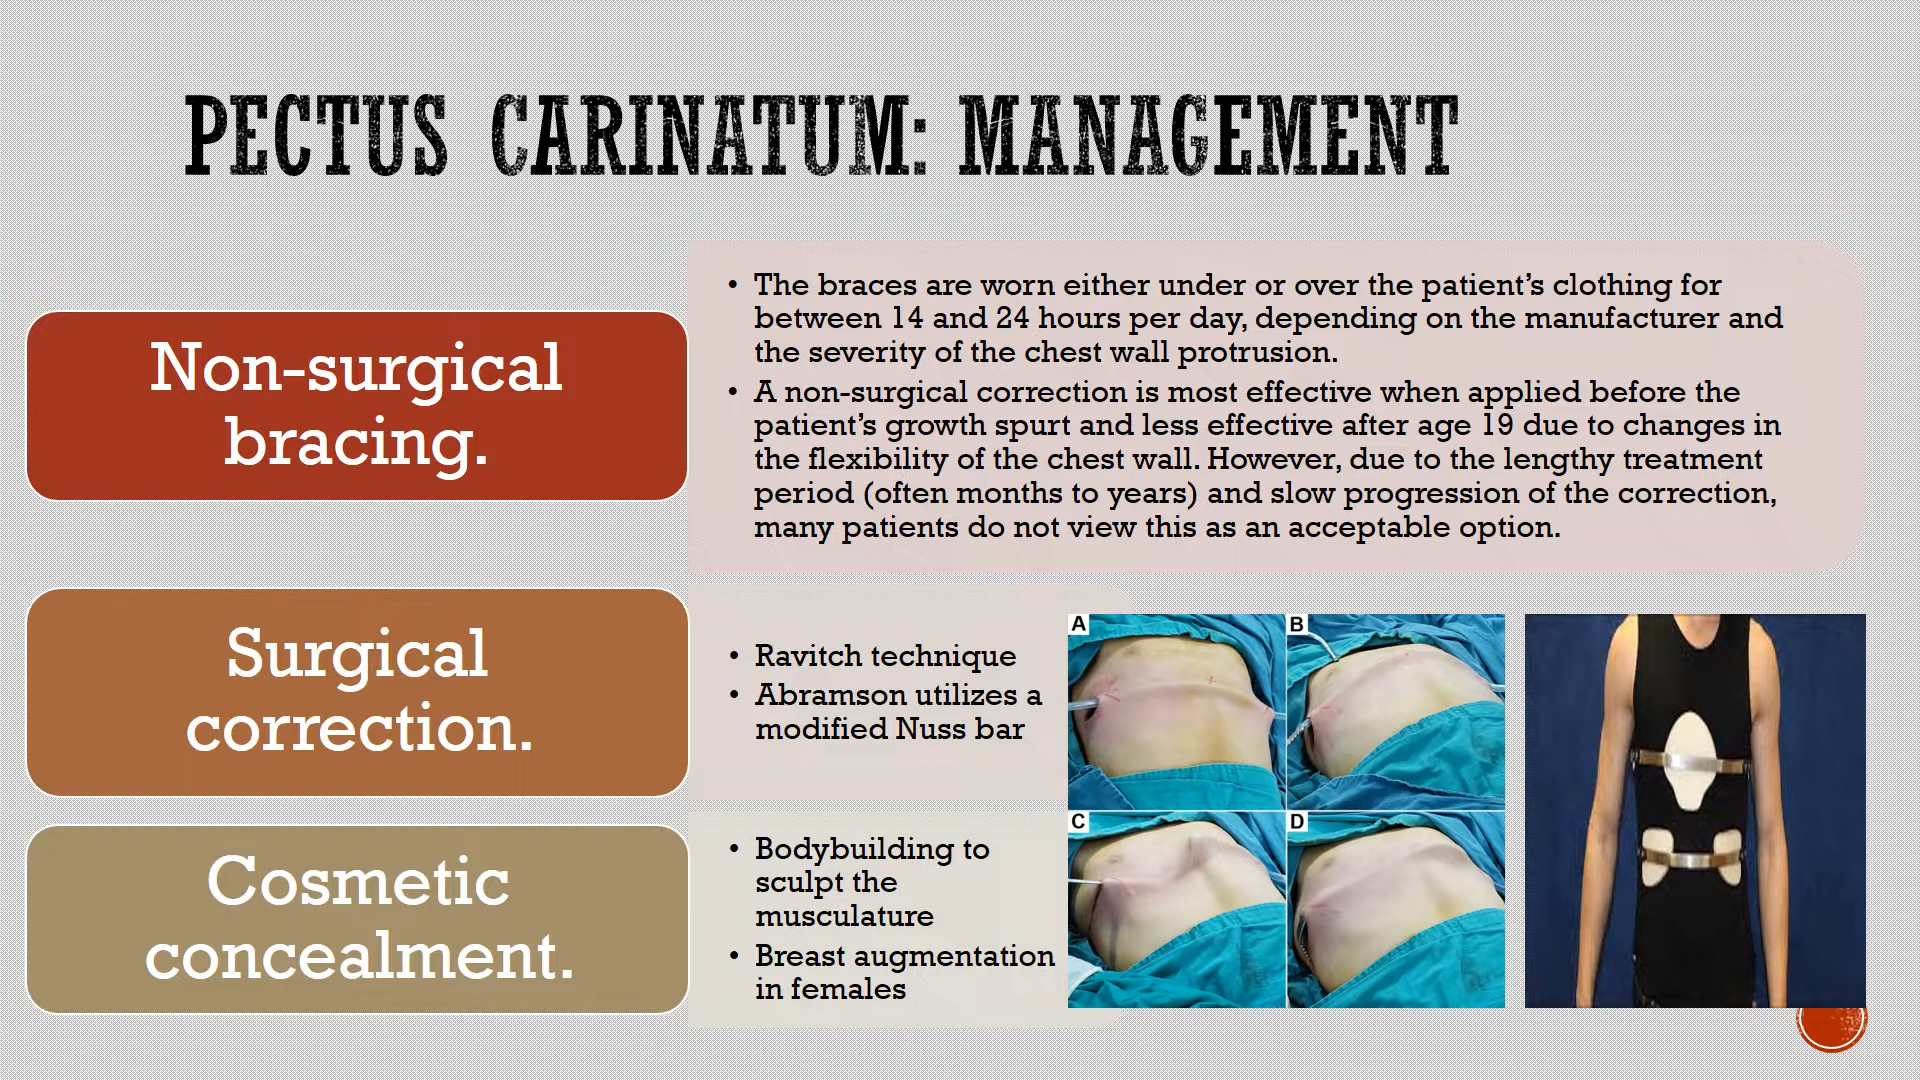 PECTUS CARINATUM: MANAGEMENT
Non-surgical
bracing.
• The braces are worn either under or over the patient’s clothing for
between 14 and 24 hours per day, depending on the manufacturer and
the severity of the chest wall protrusion.
• A non-surgical correction is most effective when applied before the
patient’s growth spurt and less effective after age 19 due to changes in
the flexibility of the chest wall. However, due to the lengthy treatment
period (often months to years) and slow progression of the correction,
many patients do not view this as an acceptable option.
Surgical
correction.
• Ravitch technique
• Abramson utilizes a
modified Nuss bar
Cosmetic
concealment.
• Bodybuilding to
sculpt the
musculature
• Breast augmentation
in females
A
B
C
D